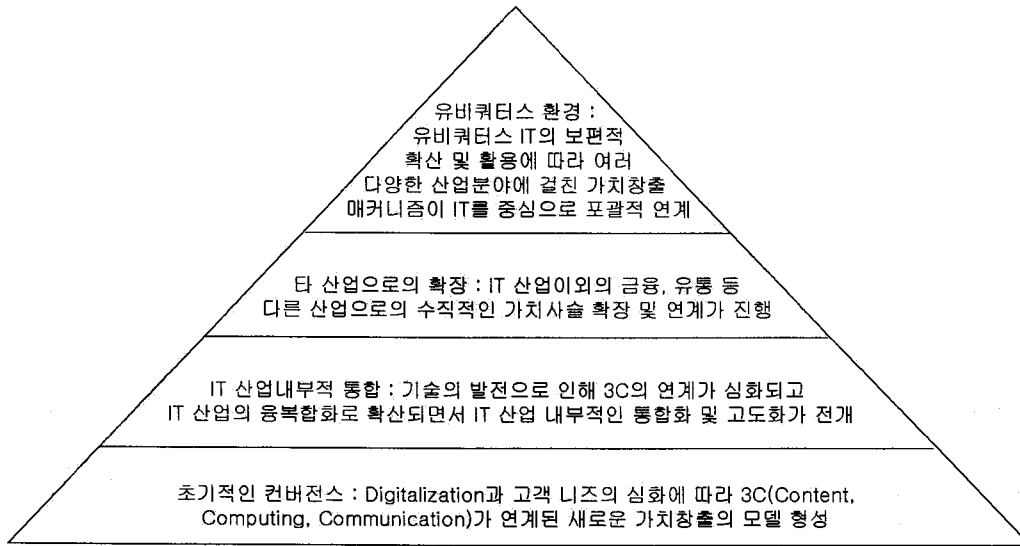 유비쿼터스 환경 :
유비쿼터스 IT의 보편적
확산 및 활용에 따라 여러
다양한 산업분야에 걸친 가치창출
매커니즘이 IT를 중심으로 포괄적 연계
타 산업으로의 확장 : IT 산업이외의 금융, 유통 등
다른 산업으로의 수직적인 가치사슬 확장 및 연계가 진행
IT 산업내부적 통합 : 기술의 발전으로 인해 3C의 연계가 심화되고
IT 산업의 융복합화로 확산되면서 IT 산업 내부적인 통합화 및 고도화가 전개
초기적인 컨버전스 : Digitalization과 고객 니즈의 심화에 따라 3C(Content,
Computing, Communication)가 연계된 새로운 가치창출의 모델 형성